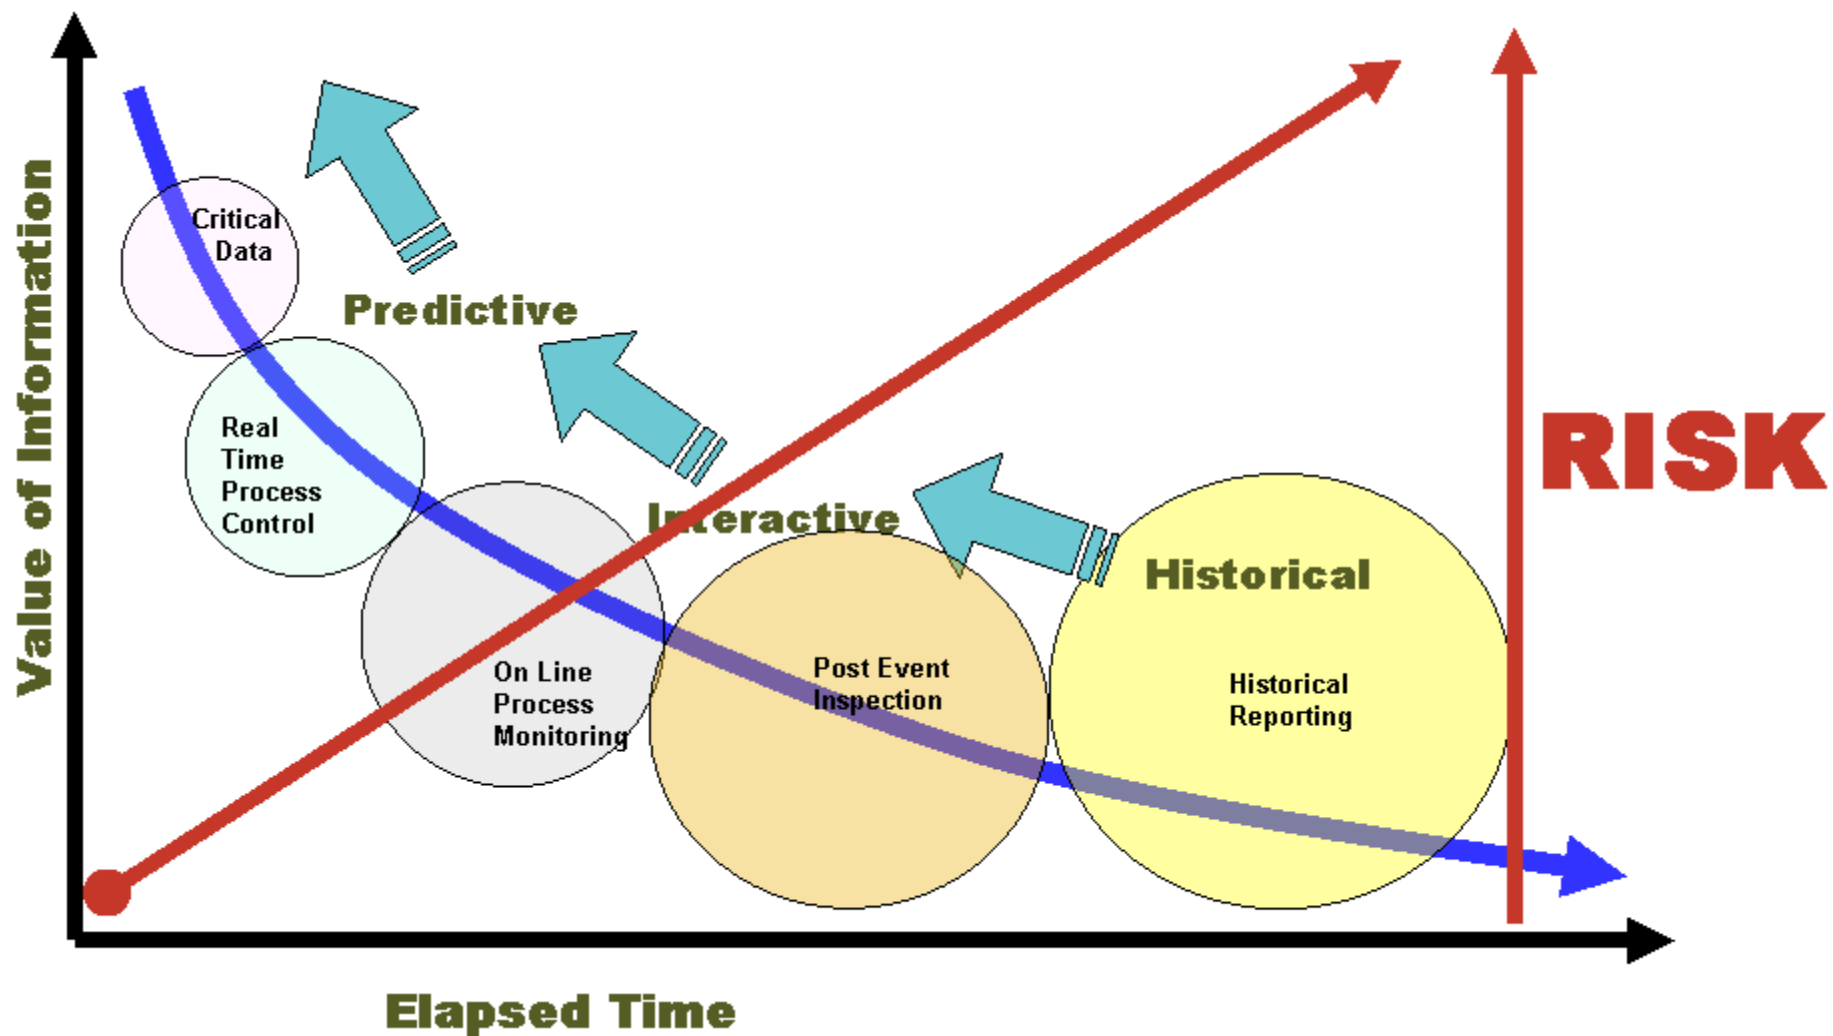 Value of Information
Critical
Data
Predictive
Real
Time
Process
Control
RISK
Interactive
Historical
On Line
Process
Monitoring
Post Event
Inspection
Historical
Reporting
Elapsed Time